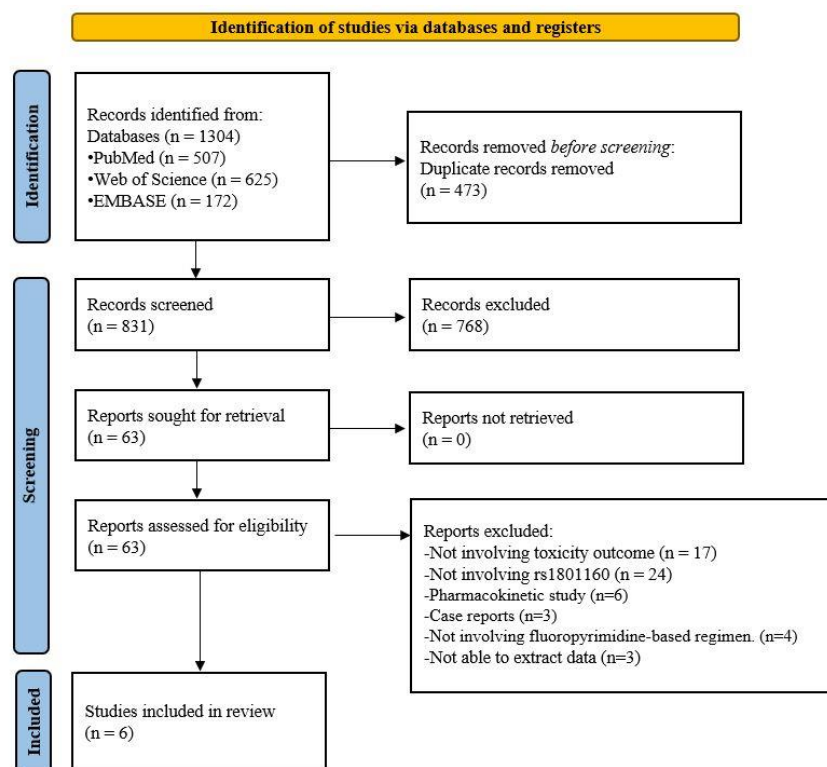 Identification of studies via databases and registers
Identification
Records identified from:
Databases (n = 1304)
•PubMed (n = 507)
•Web of Science (n = 625)
•EMBASE (n = 172)
Records removed before screening:
Duplicate records removed
(n = 473)
Screening
Records screened
(n = 831)
Records excluded
(n = 768)
Reports sought for retrieval
(n = 63)
Reports not retrieved
(n = 0)
Reports assessed for eligibility
(n = 63)
Reports excluded:
-Not involving toxicity outcome (n = 17)
-Not involving rs1801160 (n = 24)
-Pharmacokinetic study (n=6)
-Case reports (n=3)
-Not involving fluoropyrimidine-based regimen. (n=4)
-Not able to extract data (n=3)
Included
Studies included in review
(n = 6)